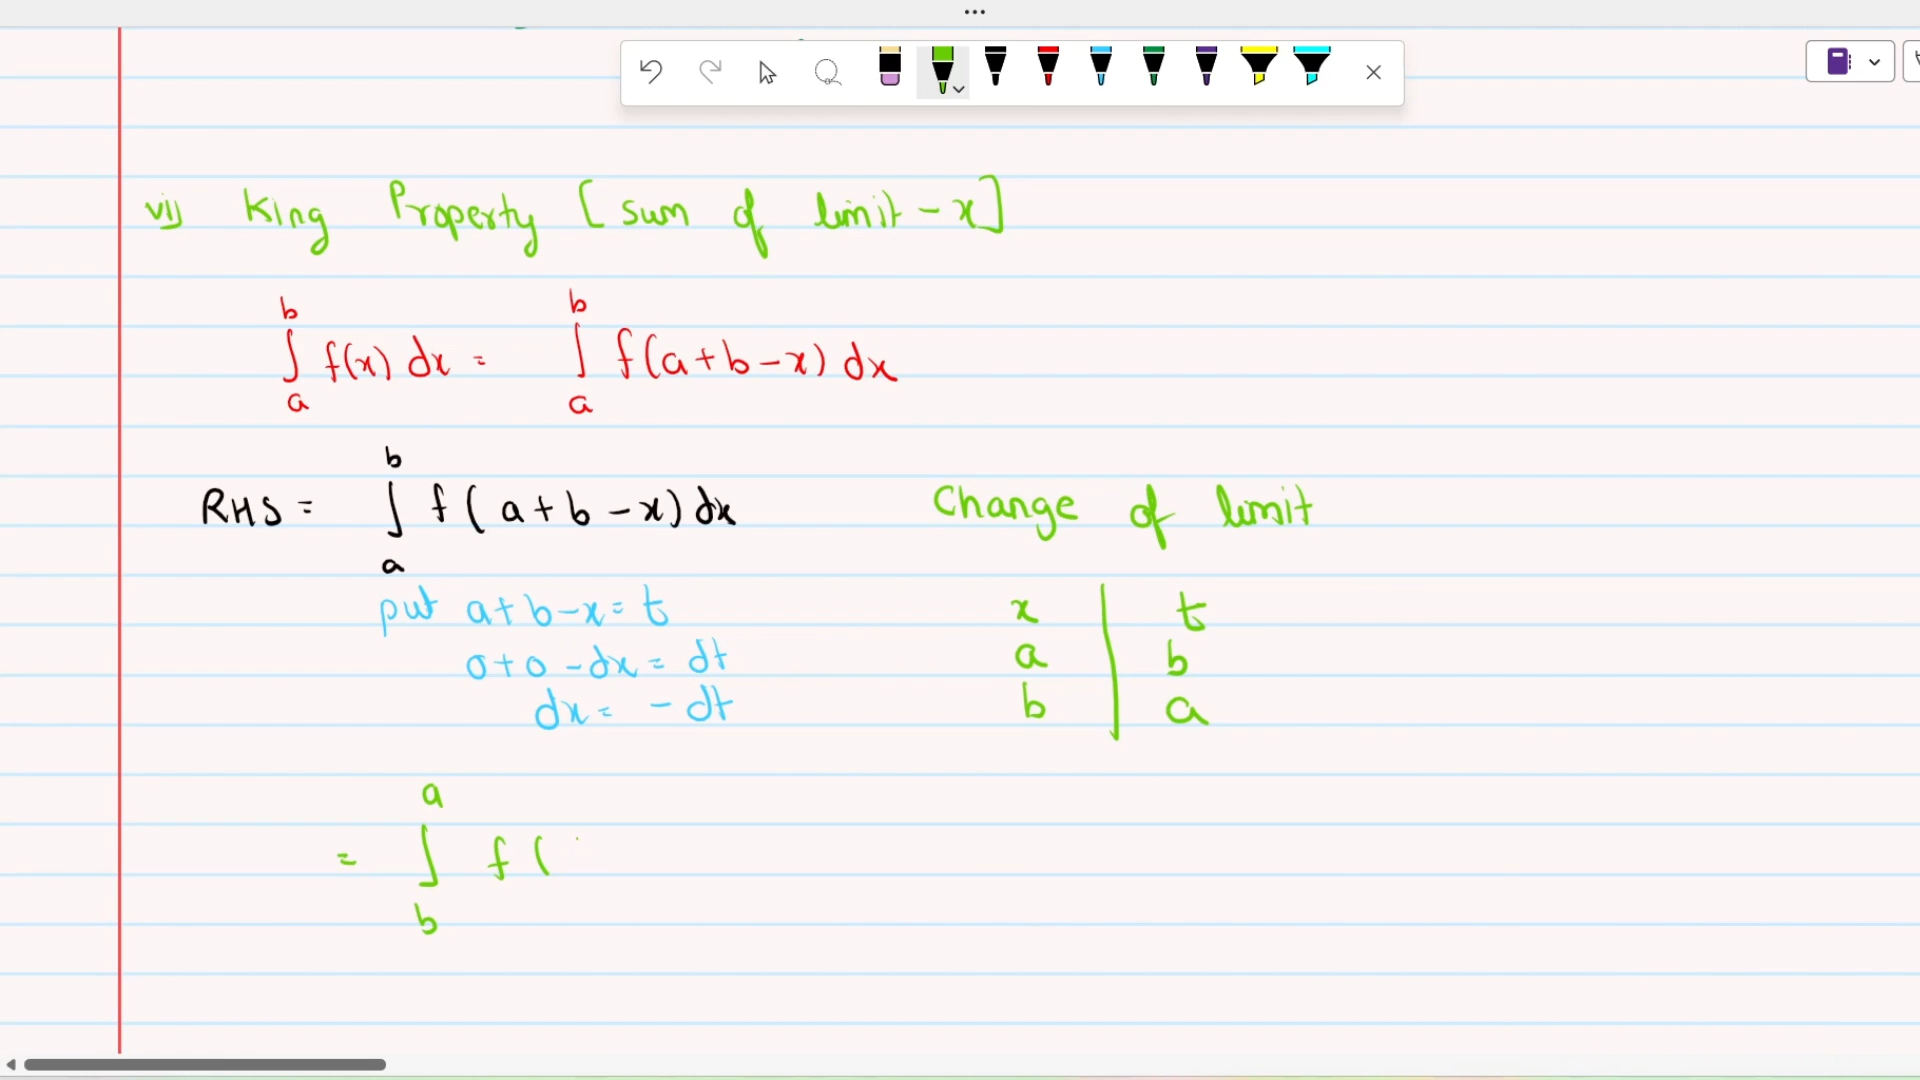 vi) King Property [sum of limit - x]
b b
∫ f(x) dx = ∫ f(a+b-x) dx
a a
b
RHS = ∫ f(a+b-x) dx Change of limit
a
put a+b-x = t x | t
0+0-dx = dt a | b
dx = -dt b | a
a
= ∫ f(
b